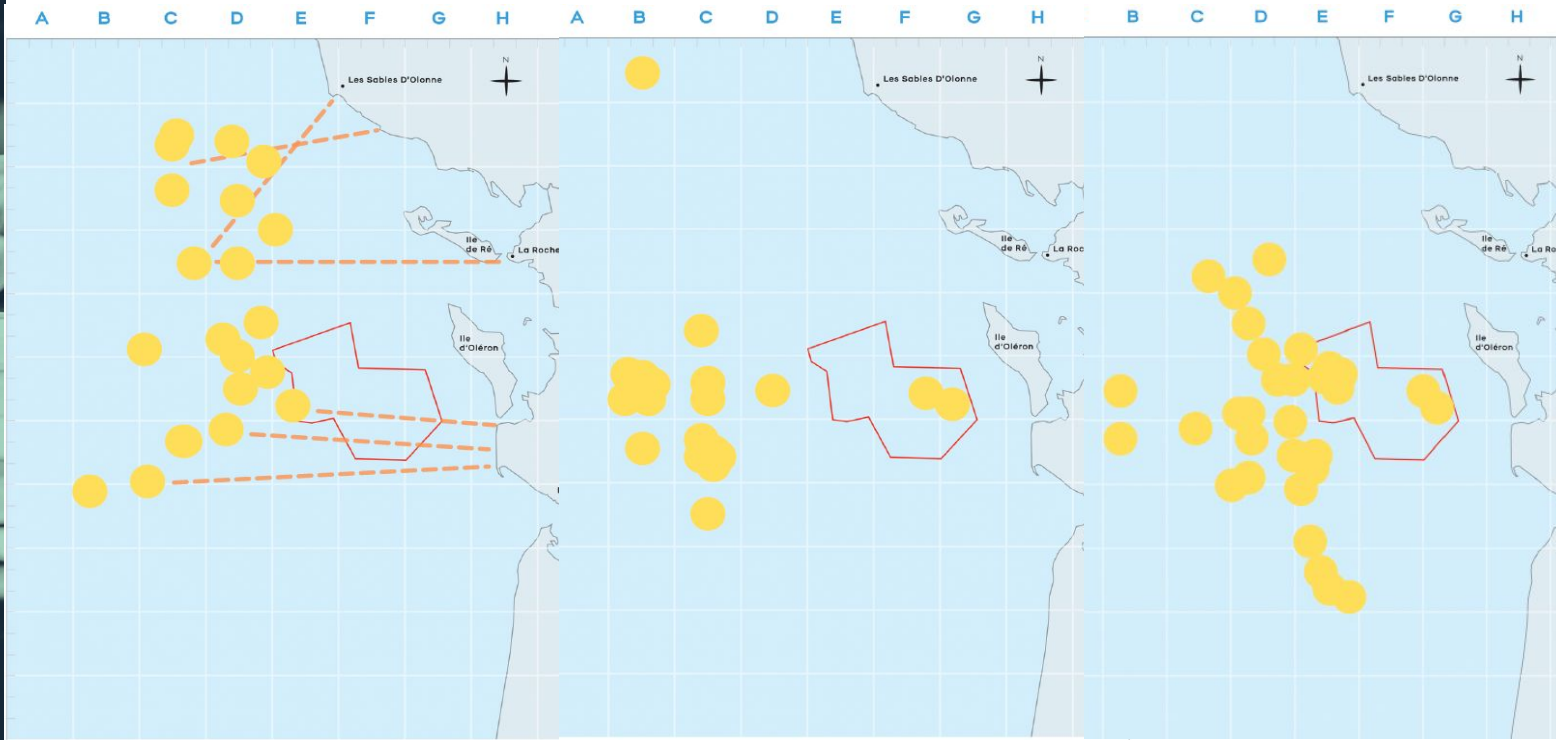 A B C D E F G H A B C D E F G H B C D E F G H
N
Les Sables D'Olonne
Ile
de Ré
La Roche
Ile
d'Oléron
N
Les Sables D'Olonne
Ile
de Ré
La Roc
Ile
d'Oléron
N
Les Sables D'Olonne
Ile
de Ré
La Ro
Ile
d'Oléron